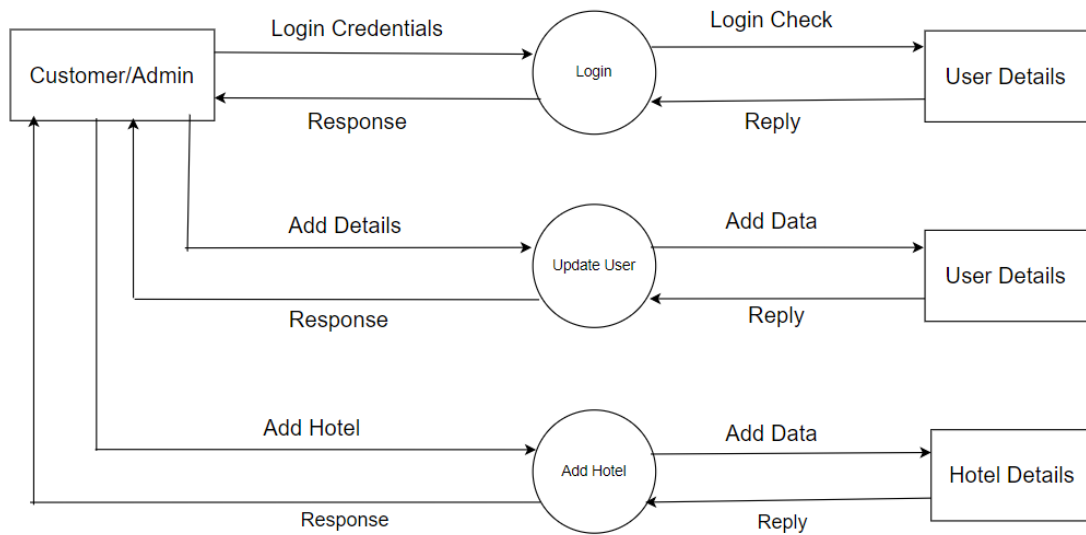 Login Credentials
Login Check
Customer/Admin
Login
User Details
Response
Reply
Add Details
Add Data
Update User
User Details
Response
Reply
Add Hotel
Add Data
Add Hotel
Hotel Details
Response
Reply